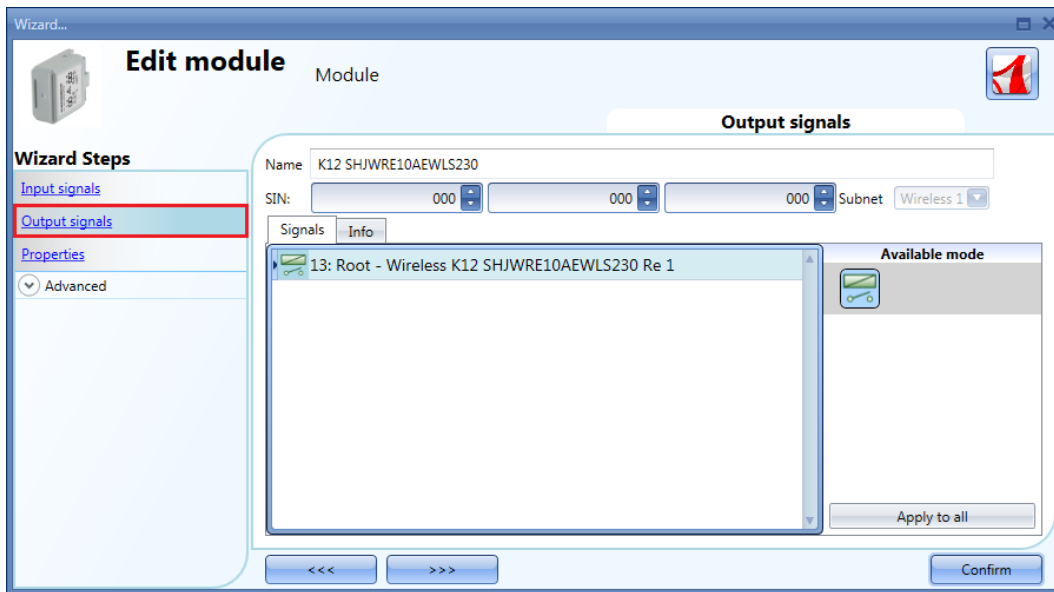 Wizard...
Edit module
Module
Output signals
Wizard Steps
Input signals
Output signals
Properties
Advanced
Name K12 SHJWRE10AEWLS230
SIN: 000 000 000 Subnet Wireless 1
Signals Info
13: Root - Wireless K12 SHJWRE10AEWLS230 Re 1
Available mode
Apply to all
<<< >>> Confirm